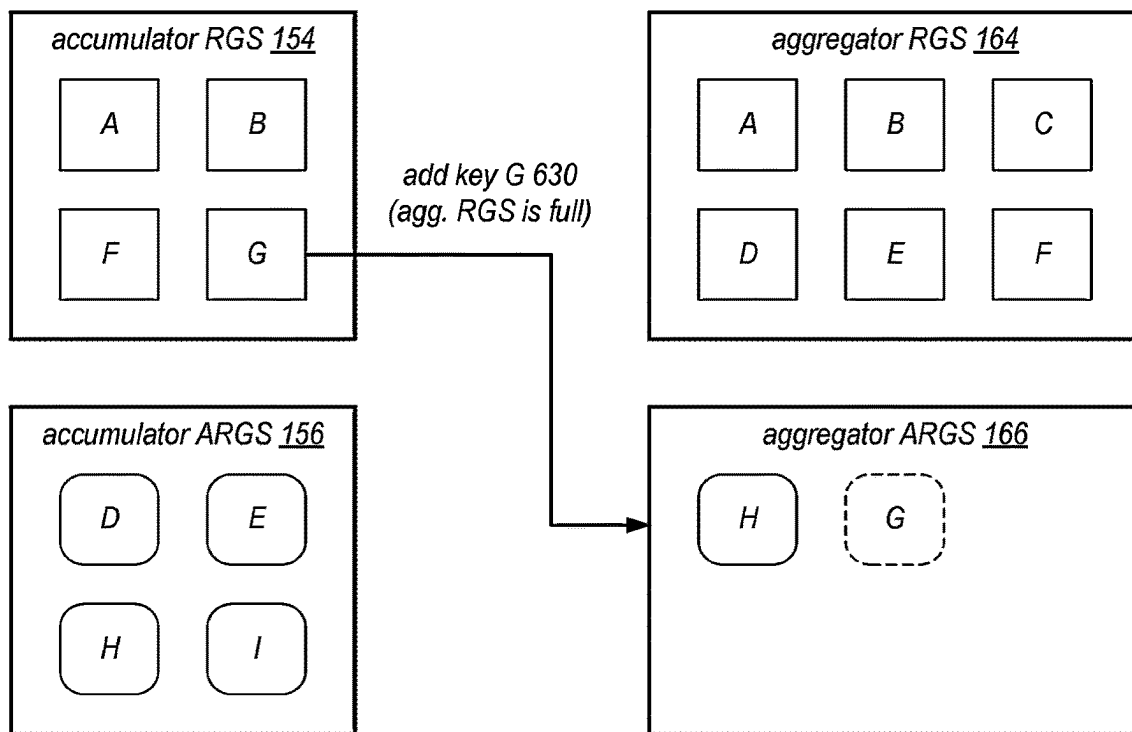 accumulator RGS 154
A B
F G
add key G 630
(agg. RGS is full)
aggregator RGS 164
A B C
D E F
accumulator ARGS 156
D E
H I
aggregator ARGS 166
H G